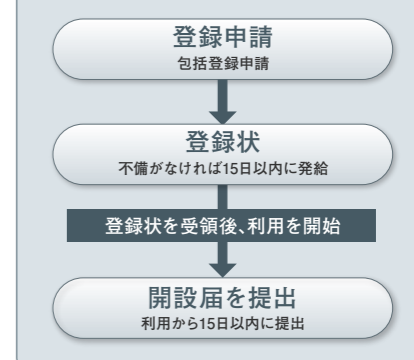 登録申請
包括登録申請
登録状
不備がなければ15日以内に発給
登録状を受領後、利用を開始
開設届を提出
利用から15日以内に提出